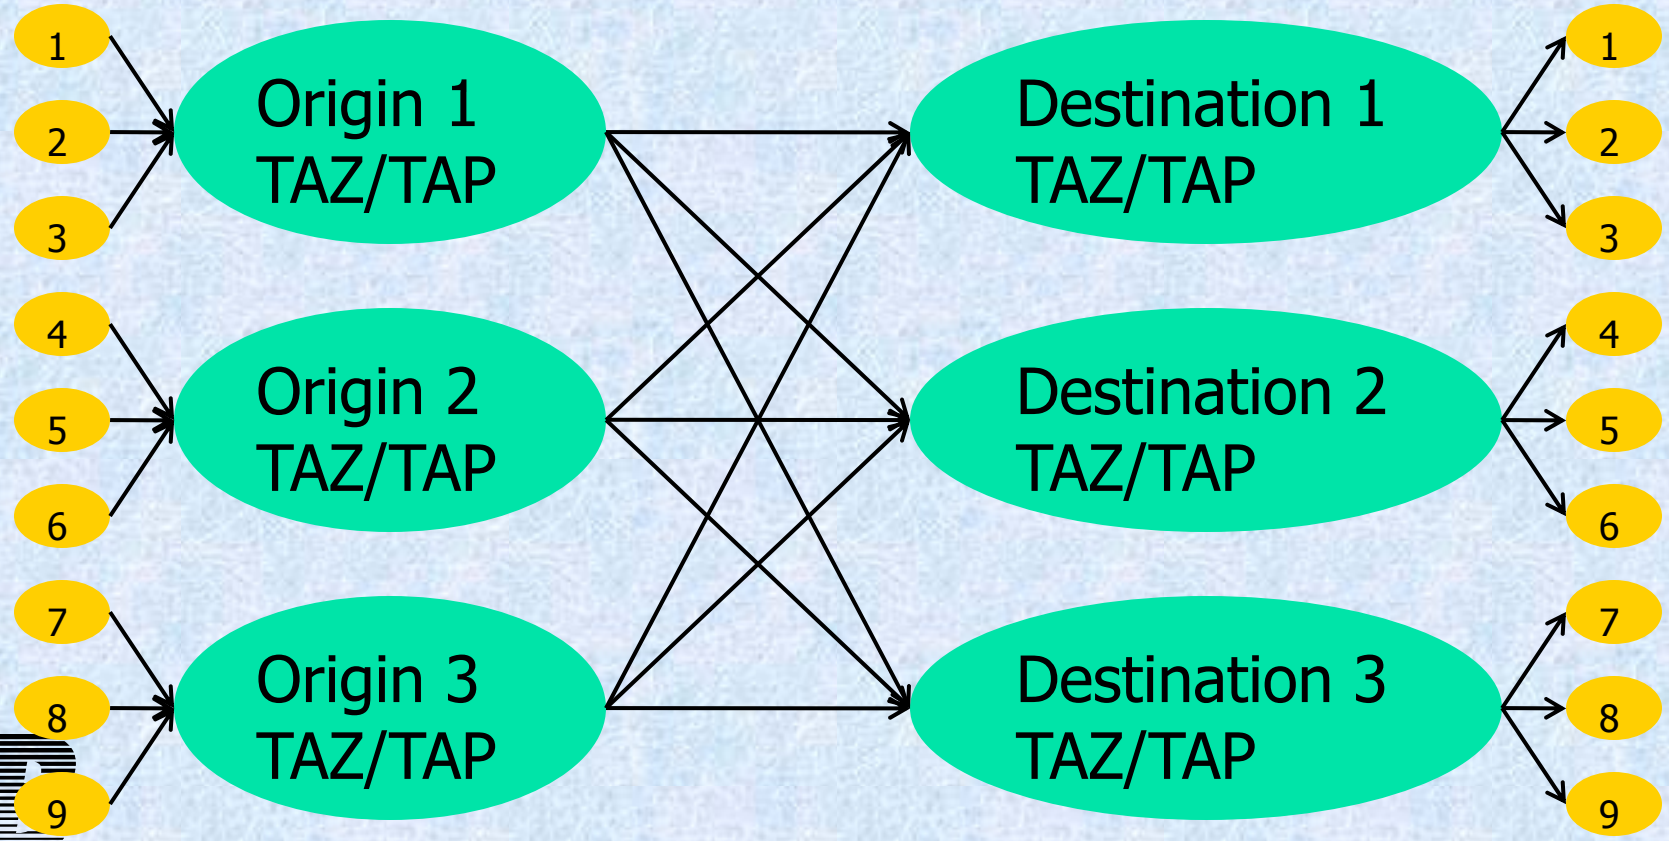 1
2
3
4
5
6
7
8
9
Origin 1
TAZ/TAP
Origin 2
TAZ/TAP
Origin 3
TAZ/TAP
Destination 1
TAZ/TAP
Destination 2
TAZ/TAP
Destination 3
TAZ/TAP
1
2
3
4
5
6
7
8
9